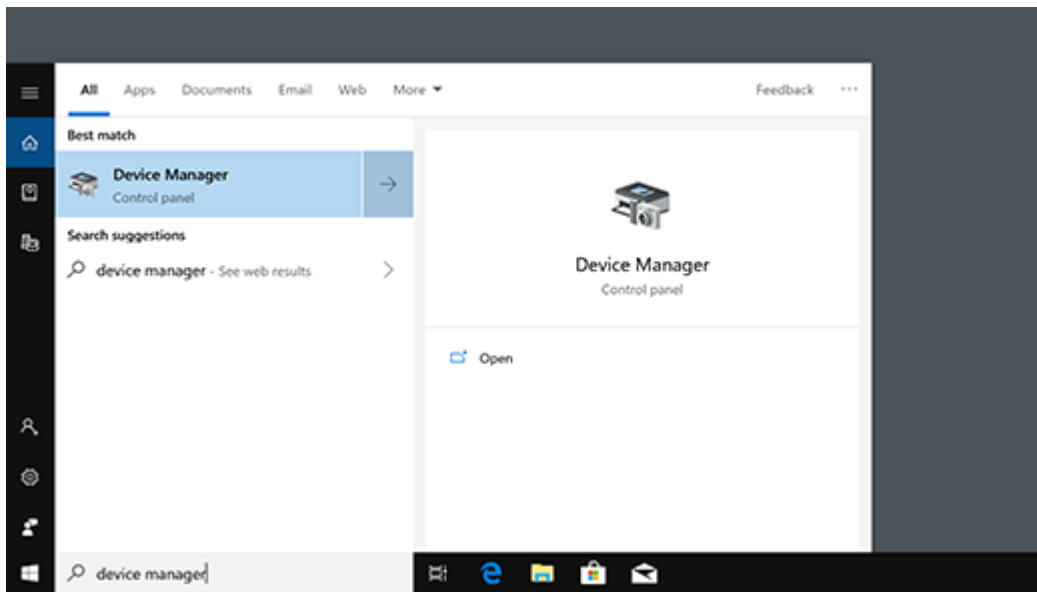 All Apps Documents Email Web More Feedback ...
Best match
Device Manager
Control panel
Search suggestions
device manager - See web results
Device Manager
Control panel
Open
device manager